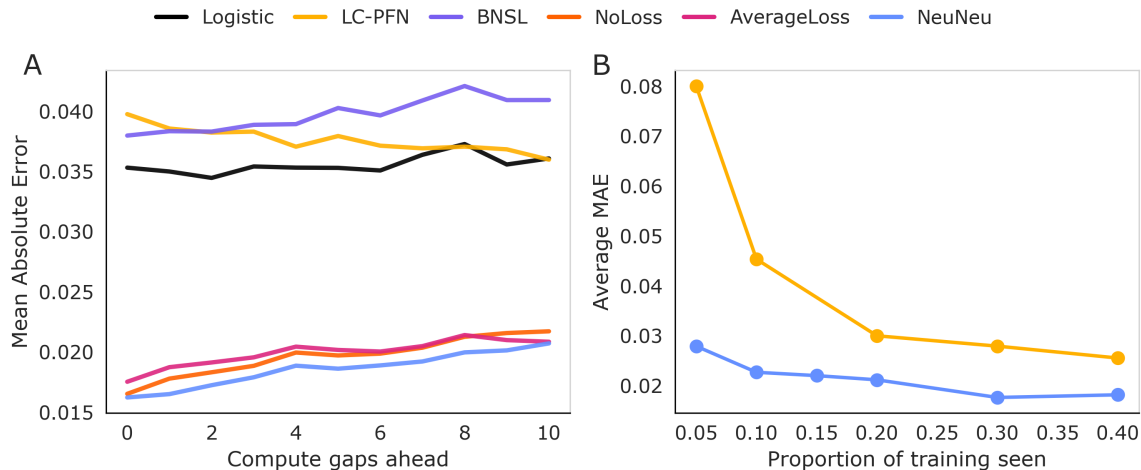 Logistic LC-PFN BNSL NoLoss AverageLoss NeuNeu
A
Mean Absolute Error
0.040
0.035
0.030
0.025
0.020
0.015
0 2 4 6 8 10
Compute gaps ahead
B
Average MAE
0.08
0.07
0.06
0.05
0.04
0.03
0.02
0.05 0.10 0.15 0.20 0.30 0.30 0.40
Proportion of training seen